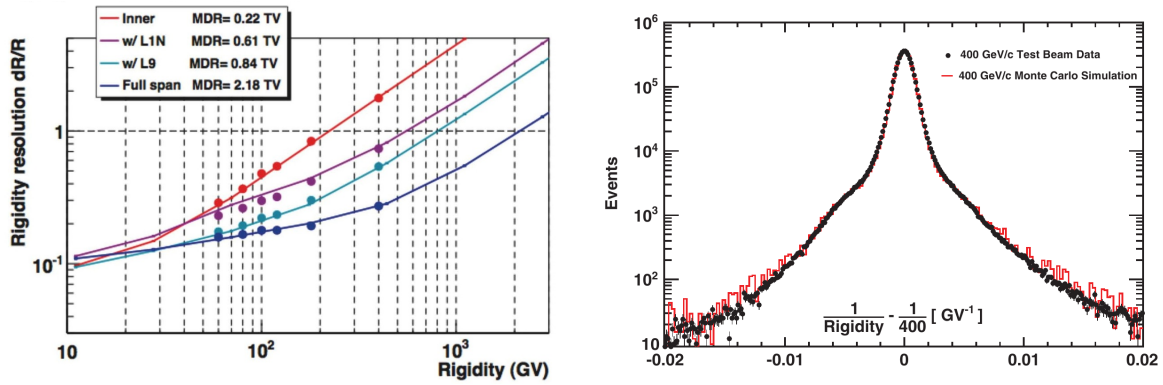 Inner MDR= 0.22 TV
w/ L1N MDR= 0.61 TV
w/ L9 MDR= 0.84 TV
Full span MDR= 2.18 TV
Rigidity resolution dR/R
1
10⁻¹
10
10²
10³
Rigidity (GV)
10⁶
10⁵
10⁴
10³
10²
10
Events
400 GeV/c Test Beam Data
400 GeV/c Monte Carlo Simulation
1/Rigidity - 1/400 [ GV⁻¹ ]
-0.02
-0.01
0
0.01
0.02